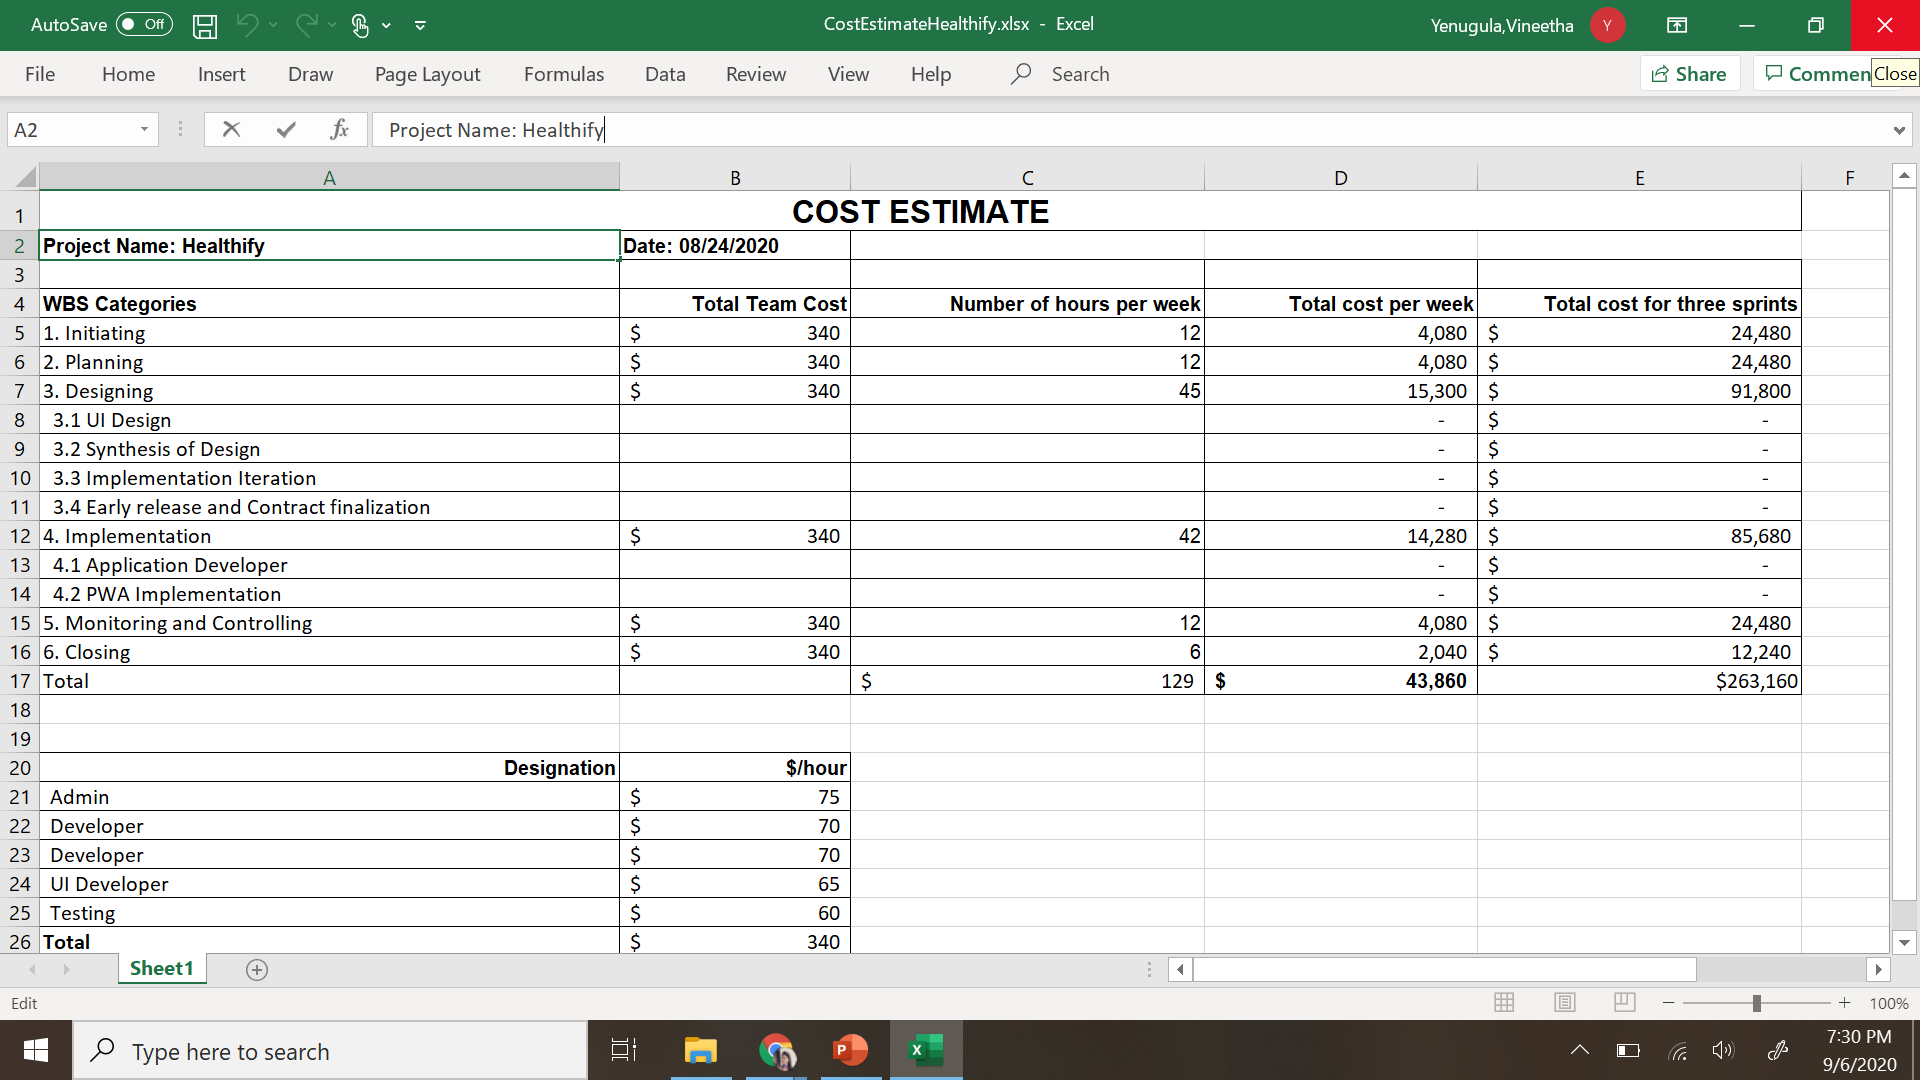 AutoSave Off CostEstimateHealthify.xlsx - Excel Yenugula,Vineetha Y
File Home Insert Draw Page Layout Formulas Data Review View Help Search Share Commen Close
A2 fx Project Name: Healthify
A B C D E F
1 COST ESTIMATE
2 Project Name: Healthify Date: 08/24/2020
3
4 WBS Categories Total Team Cost Number of hours per week Total cost per week Total cost for three sprints
5 1. Initiating $ 340 12 4,080 $ 24,480
6 2. Planning $ 340 12 4,080 $ 24,480
7 3. Designing $ 340 45 15,300 $ 91,800
8 3.1 UI Design - $ -
9 3.2 Synthesis of Design - $ -
10 3.3 Implementation Iteration - $ -
11 3.4 Early release and Contract finalization - $ -
12 4. Implementation $ 340 42 14,280 $ 85,680
13 4.1 Application Developer - $ -
14 4.2 PWA Implementation - $ -
15 5. Monitoring and Controlling $ 340 12 4,080 $ 24,480
16 6. Closing $ 340 6 2,040 $ 12,240
17 Total $ 129 $ 43,860 $263,160
18
19
20 Designation $/hour
21 Admin $ 75
22 Developer $ 70
23 Developer $ 70
24 UI Developer $ 65
25 Testing $ 60
26 Total $ 340
Sheet1
Edit 100%
Type here to search P X 7:30 PM
9/6/2020